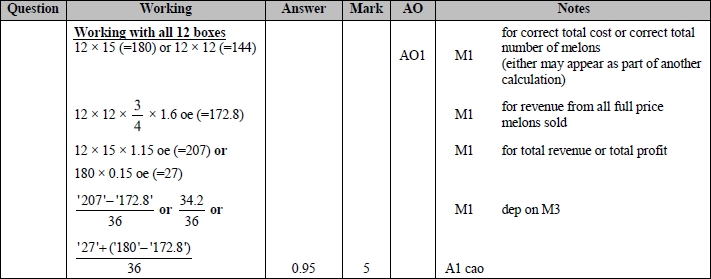 Question Working Answer Mark AO Notes
Working with all 12 boxes
12 × 15 (=180) or 12 × 12 (=144) AO1 M1 for correct total cost or correct total
number of melons
(either may appear as part of another
calculation)
12 × 12 × 3/4 × 1.6 oe (=172.8) M1 for revenue from all full price
melons sold
12 × 15 × 1.15 oe (=207) or M1 for total revenue or total profit
180 × 0.15 oe (=27)
'207'–'172.8'/36 or 34.2/36 or M1 dep on M3
'27'+('180'–'172.8')/36 0.95 5 A1 cao